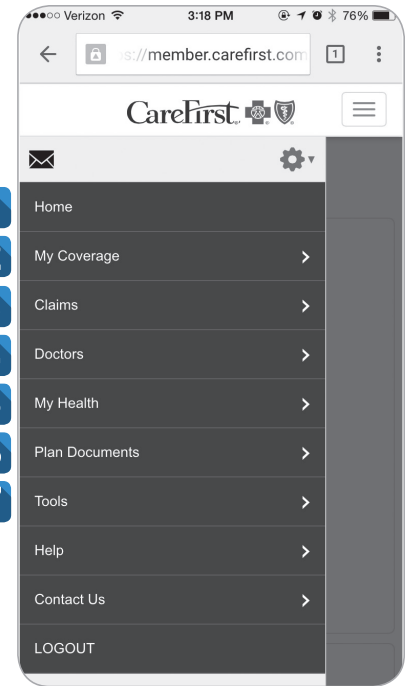 Verizon 3:18 PM 76%
s://member.carefirst.com 1
CareFirst
Home
My Coverage
Claims
Doctors
My Health
Plan Documents
Tools
Help
Contact Us
LOGOUT